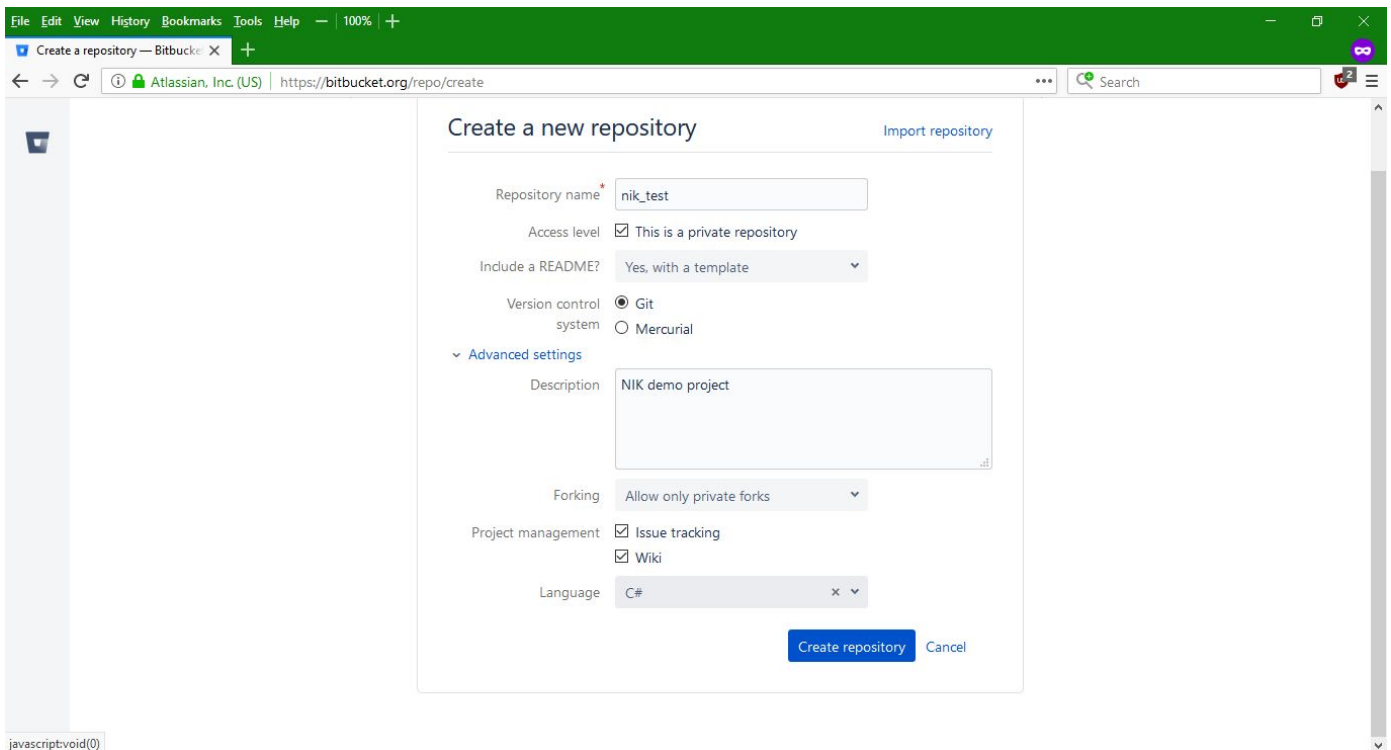 File Edit View History Bookmarks Tools Help — 100% +
Create a repository — Bitbucke
Atlassian, Inc. (US) https://bitbucket.org/repo/create
Search
2
Create a new repository
Import repository
Repository name*
nik_test
Access level
This is a private repository
Include a README?
Yes, with a template
Version control system
Git
Mercurial
Advanced settings
Description
NIK demo project
Forking
Allow only private forks
Project management
Issue tracking
Wiki
Language
C#
Create repository
Cancel
javascript:void(0)